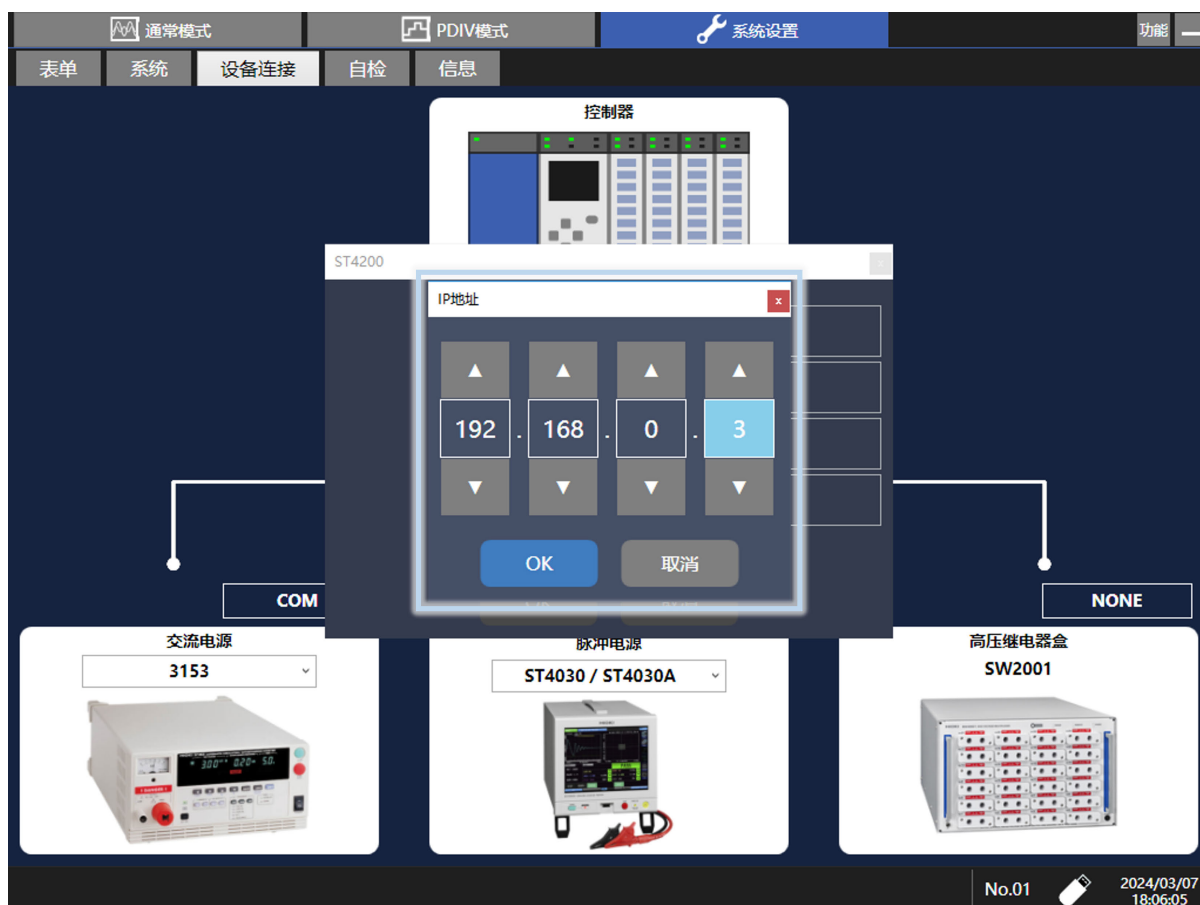 通常模式
PDIV模式
系统设置
功能
表单
系统
设备连接
自检
信息
控制器
ST4200
x
IP地址
x
▲ ▲ ▲ ▲
192 . 168 . 0 . 3
▼ ▼ ▼ ▼
OK
取消
COM
NONE
交流电源
3153
脉冲电源
ST4030 / ST4030A
高压继电器盒
SW2001
No.01
2024/03/07
18:06:05